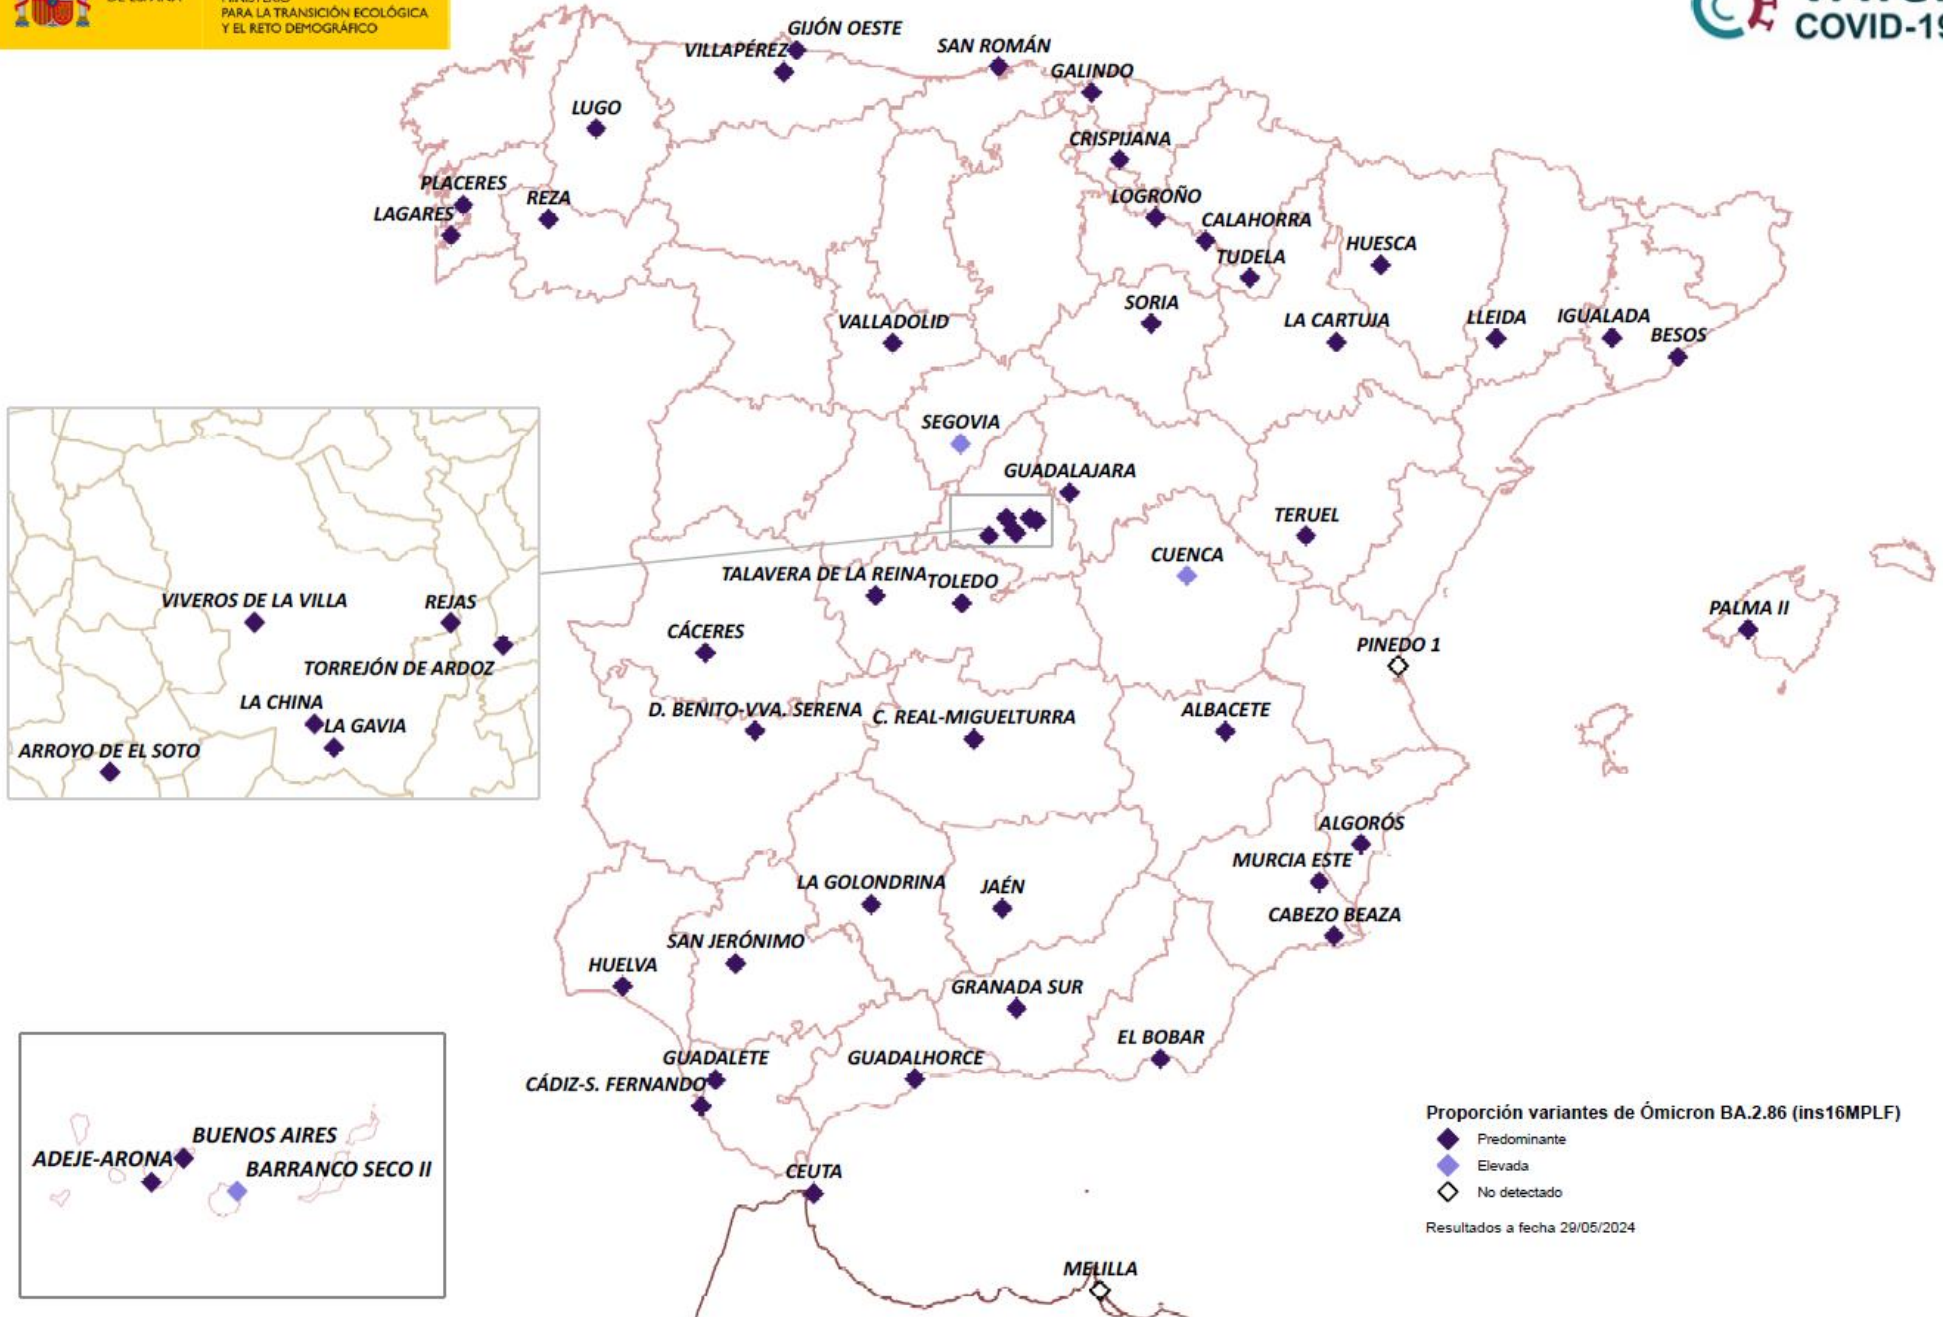 DE ESPAÑA
MINISTERIO
PARA LA TRANSICIÓN ECOLÓGICA
Y EL RETO DEMOGRÁFICO
COVID-19
GIJÓN OESTE
VILLAPÉREZ
SAN ROMÁN
GALINDO
LUGO
CRISPIJANA
PLACERES
REZA
LAGARES
LOGROÑO
CALAHORRA
TUDELA
HUESCA
SORIA
VALLADOLID
LA CARTUJA
LLEIDA
IGUALADA
BESOS
SEGOVIA
GUADALAJARA
TERUEL
CUENCA
TALAVERA DE LA REINA
TOLEDO
VIVEROS DE LA VILLA
REJAS
TORREJÓN DE ARDOZ
LA CHINA
LA GAVIA
ARROYO DE EL SOTO
CÁCERES
PALMA II
PINEDO 1
D. BENITO-VVA. SERENA
C. REAL-MIGUELTURRA
ALBACETE
ALGORÓS
MURCIA ESTE
LA GOLONDRINA
JAÉN
CABEZO BEAZA
SAN JERÓNIMO
HUELVA
GRANADA SUR
EL BOBAR
GUADALETE
GUADALHORCE
CÁDIZ-S. FERNANDO
BUENOS AIRES
ADEJE-ARONA
BARRANCO SECO II
CEUTA
MELILLA
Proporción variantes de Ómicron BA.2.86 (ins16MPLF)
Predominante
Elevada
No detectado
Resultados a fecha 29/05/2024